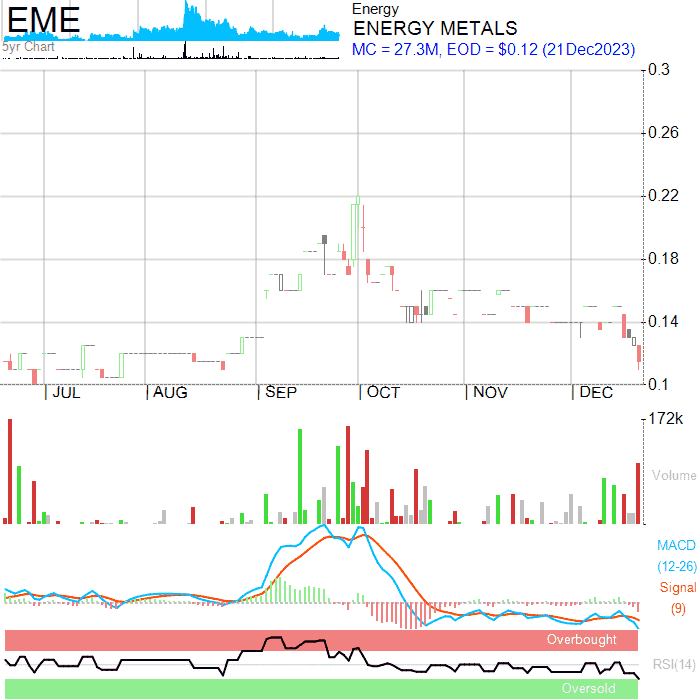 EME
Energy
ENERGY METALS
MC = 27.3M, EOD = $0.12 (21Dec2023)
5yr Chart
0.3
0.26
0.22
0.18
0.14
0.1
JUL
AUG
SEP
OCT
NOV
DEC
172k
Volume
MACD
(12-26)
Signal
(9)
Overbought
RSI(14)
Oversold